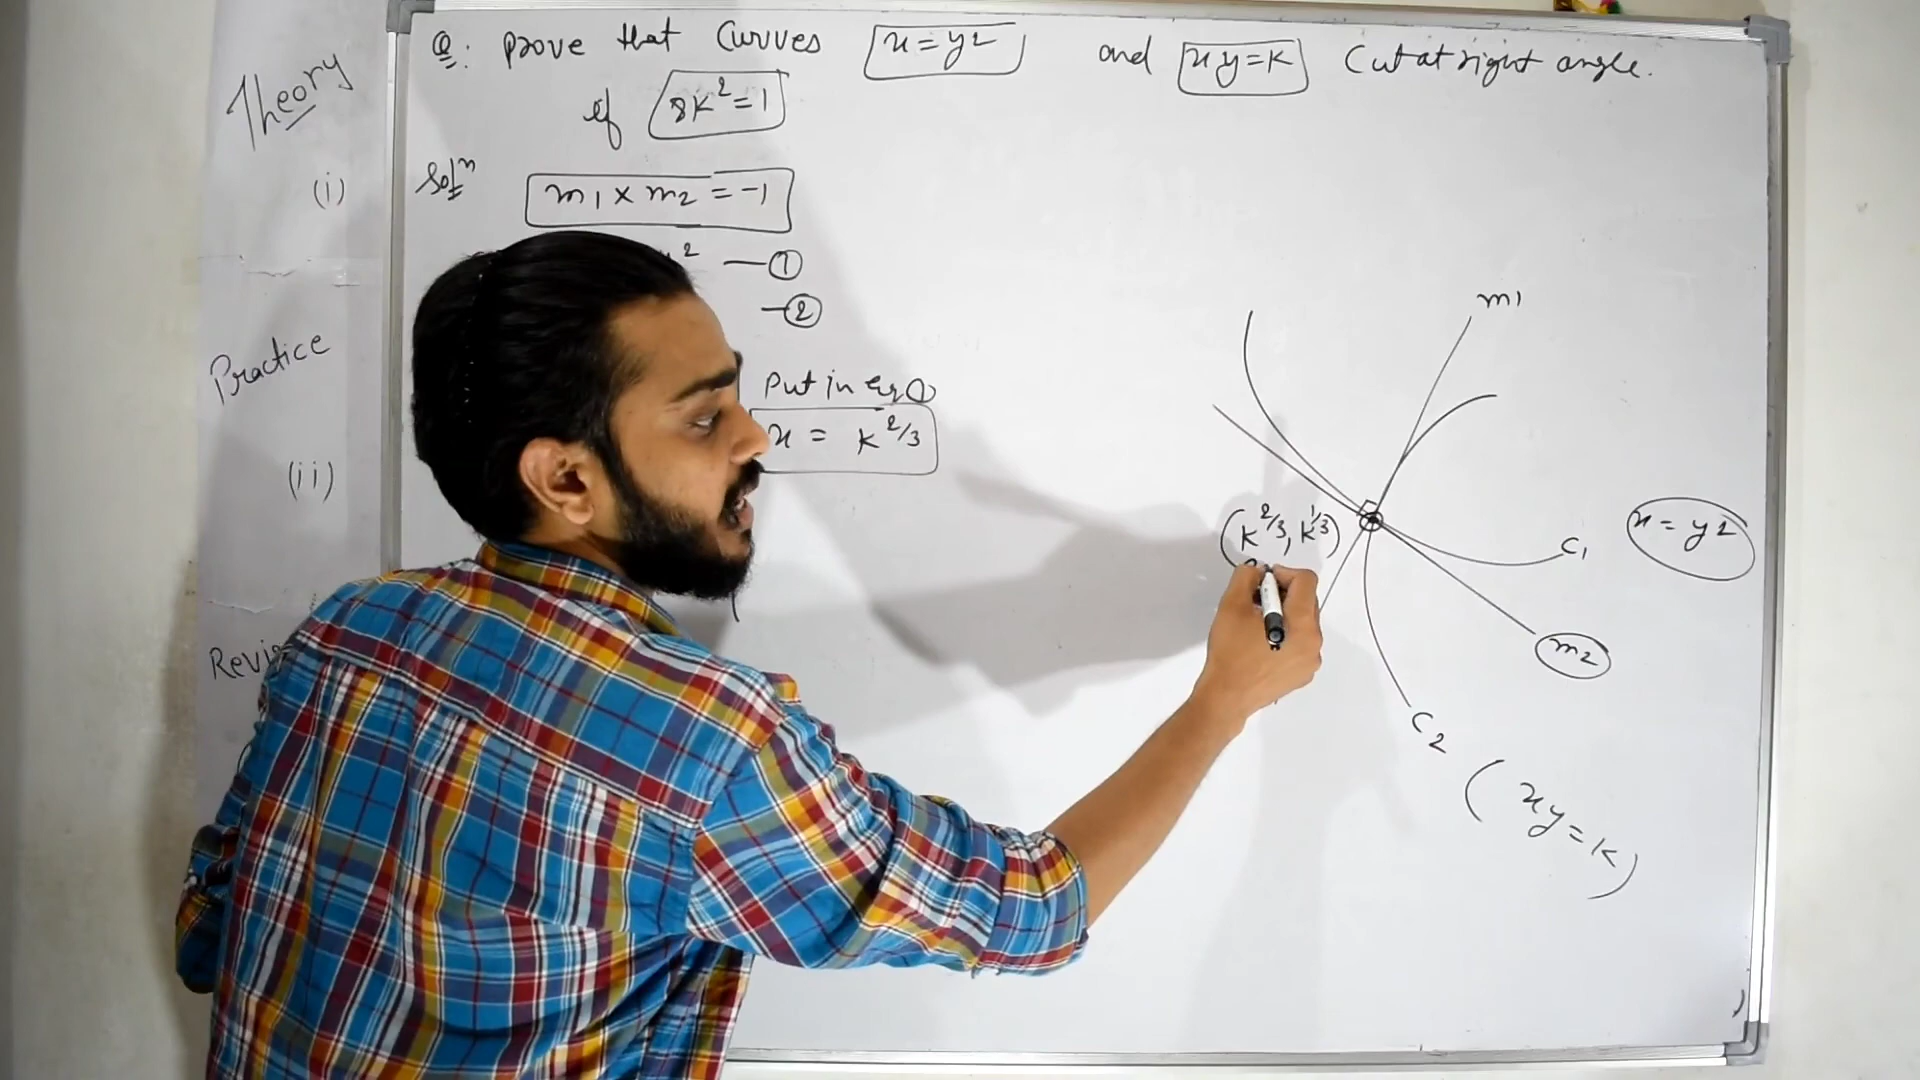 Q: Prove that Curves x = y2 and xy = k Cut at right angle.
if 8k² = 1
Theory
(i)
Solⁿ
m1 × m2 = -1
² — ①
— ②
Practice
Put in Eq ①
x = k^2/3
(ii)
m1
(k^2/3, k^1/3)
C1
x = y2
m2
C2
(xy = k)